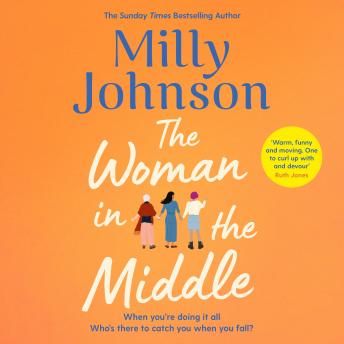 The Sunday Times Bestselling Author
Milly
Johnson
The
Woman
in the
Middle
'Warm, funny
and moving. One
to curl up with
and devour'
Ruth Jones
When you're doing it all
Who's there to catch you when you fall?